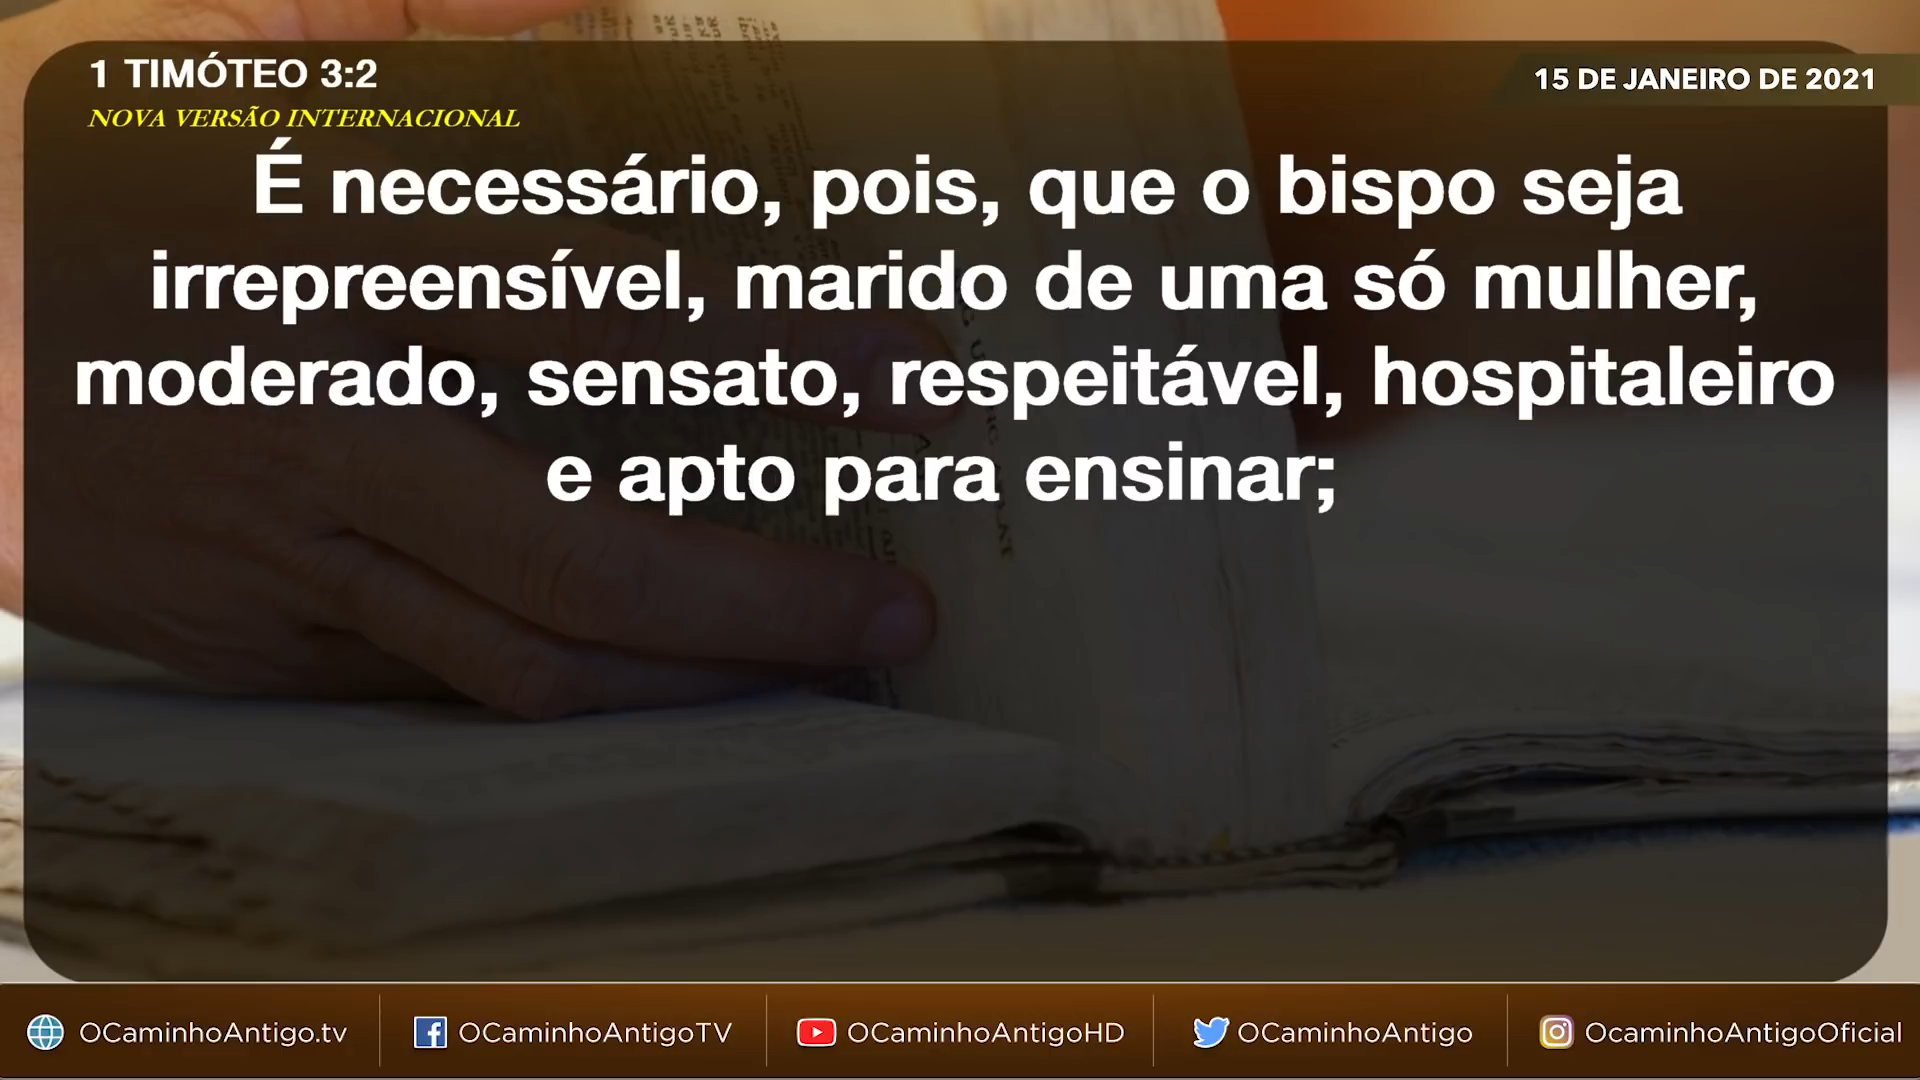 1 TIMÓTEO 3:2
15 DE JANEIRO DE 2021
NOVA VERSÃO INTERNACIONAL
É necessário, pois, que o bispo seja
irrepreensível, marido de uma só mulher,
moderado, sensato, respeitável, hospitaleiro
e apto para ensinar;
OCaminhoAntigo.tv
OCaminhoAntigoTV
OCaminhoAntigoHD
OCaminhoAntigo
OcaminhoAntigoOficial